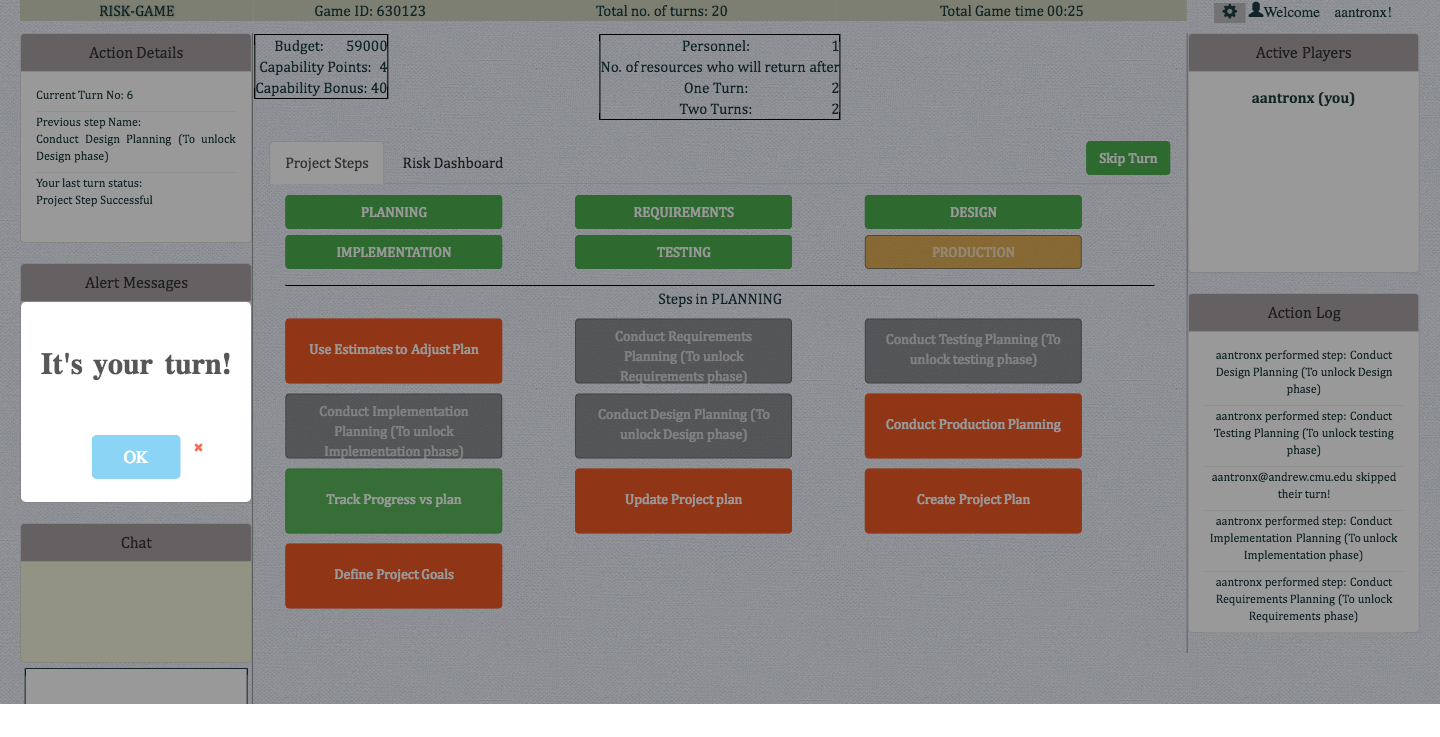 RISK-GAME
Game ID: 630123
Total no. of turns: 20
Total Game time 00:25
Welcome aantronx!
Action Details
Current Turn No: 6
Previous step Name:
Conduct Design Planning (To unlock
Design phase)
Your last turn status:
Project Step Successful
Alert Messages
It's your turn!
OK
Chat
Budget: 59000
Capability Points: 4
Capability Bonus: 40
Personnel: 1
No. of resources who will return after
One Turn: 2
Two Turns: 2
Project Steps
Risk Dashboard
Skip Turn
PLANNING
REQUIREMENTS
DESIGN
IMPLEMENTATION
TESTING
PRODUCTION
Steps in PLANNING
Use Estimates to Adjust Plan
Conduct Requirements
Planning (To unlock
Requirements phase)
Conduct Testing Planning (To
unlock testing phase)
Conduct Implementation
Planning (To unlock
Implementation phase)
Conduct Design Planning (To
unlock Design phase)
Conduct Production Planning
Track Progress vs plan
Update Project plan
Create Project Plan
Define Project Goals
Active Players
aantronx (you)
Action Log
aantronx performed step: Conduct
Design Planning (To unlock Design
phase)
aantronx performed step: Conduct
Testing Planning (To unlock testing
phase)
aantronx@andrew.cmu.edu skipped
their turn!
aantronx performed step: Conduct
Implementation Planning (To unlock
Implementation phase)
aantronx performed step: Conduct
Requirements Planning (To unlock
Requirements phase)